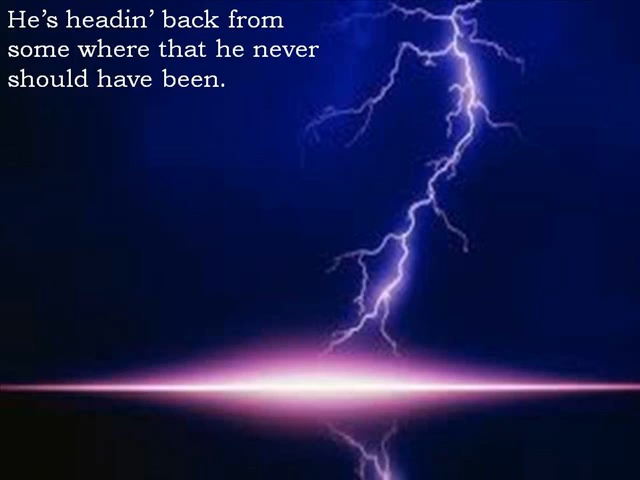 He’s headin’ back from
some where that he never
should have been.